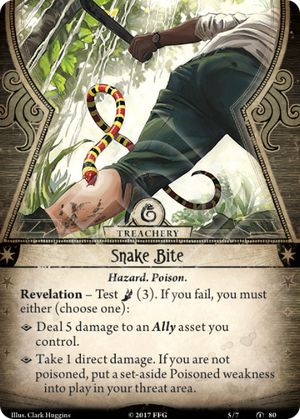 TREACHERY
Snake Bite
Hazard. Poison.
Revelation – Test (3). If you fail, you must
either (choose one):
Deal 5 damage to an Ally asset you
control.
Take 1 direct damage. If you are not
poisoned, put a set-aside Poisoned weakness
into play in your threat area.
Illus. Clark Huggins © 2017 FFG 5/7 80